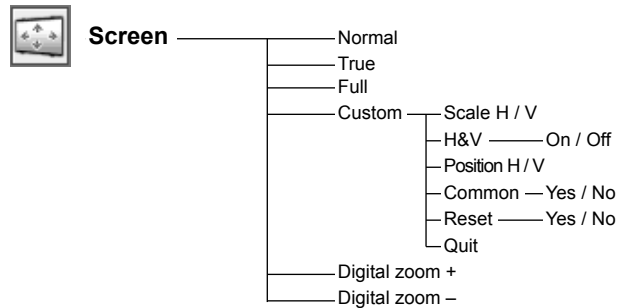 Screen
Normal
True
Full
Custom
Scale H / V
H&V
On / Off
Position H / V
Common
Yes / No
Reset
Yes / No
Quit
Digital zoom +
Digital zoom –